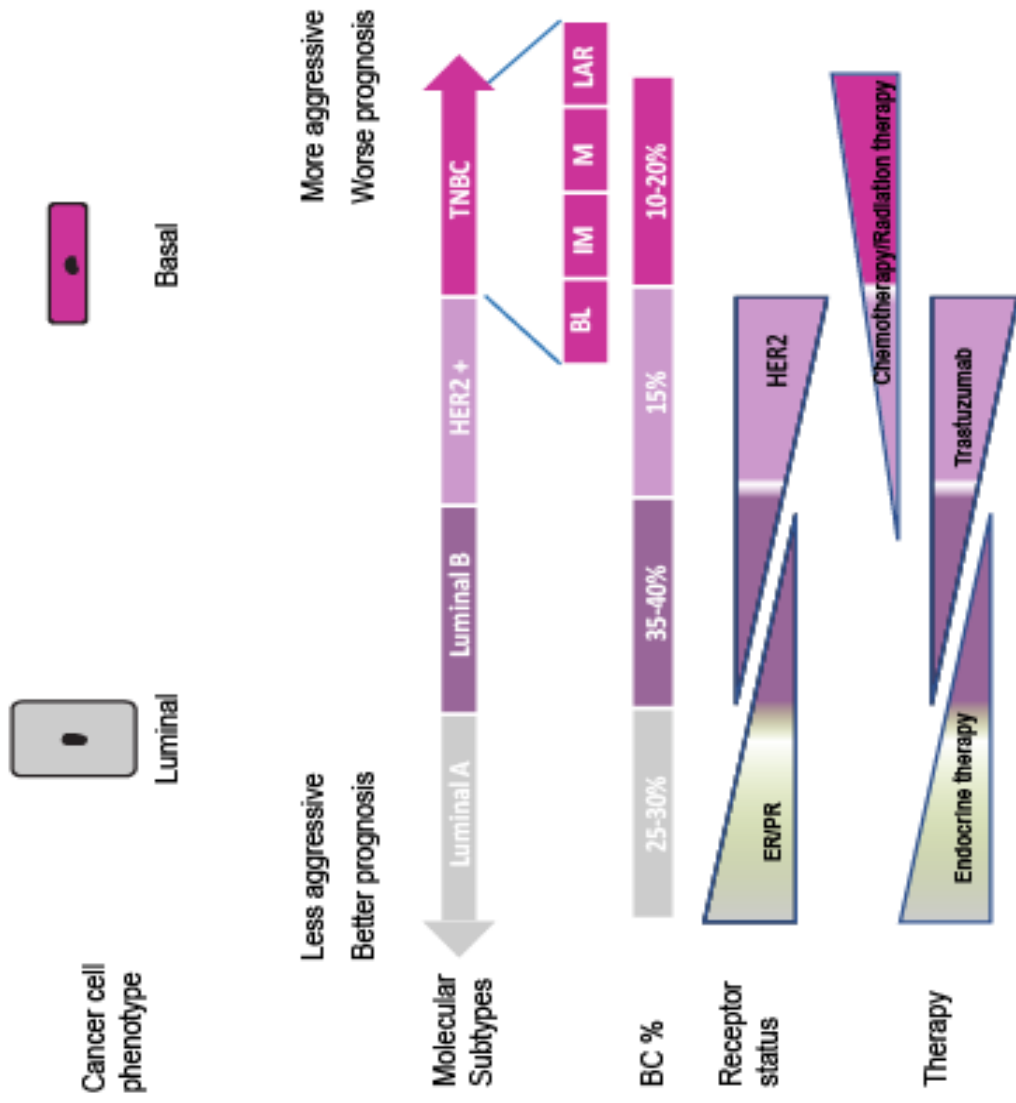 Cancer cell
phenotype
Luminal
Basal
Less aggressive
Better prognosis
More aggressive
Worse prognosis
Molecular
Subtypes
Luminal A
Luminal B
HER2 +
TNBC
BL
IM
M
LAR
BC %
25-30%
35-40%
15%
10-20%
Receptor
status
ER/PR
HER2
Therapy
Endocrine therapy
Trastuzumab
Chemotherapy/Radiation therapy